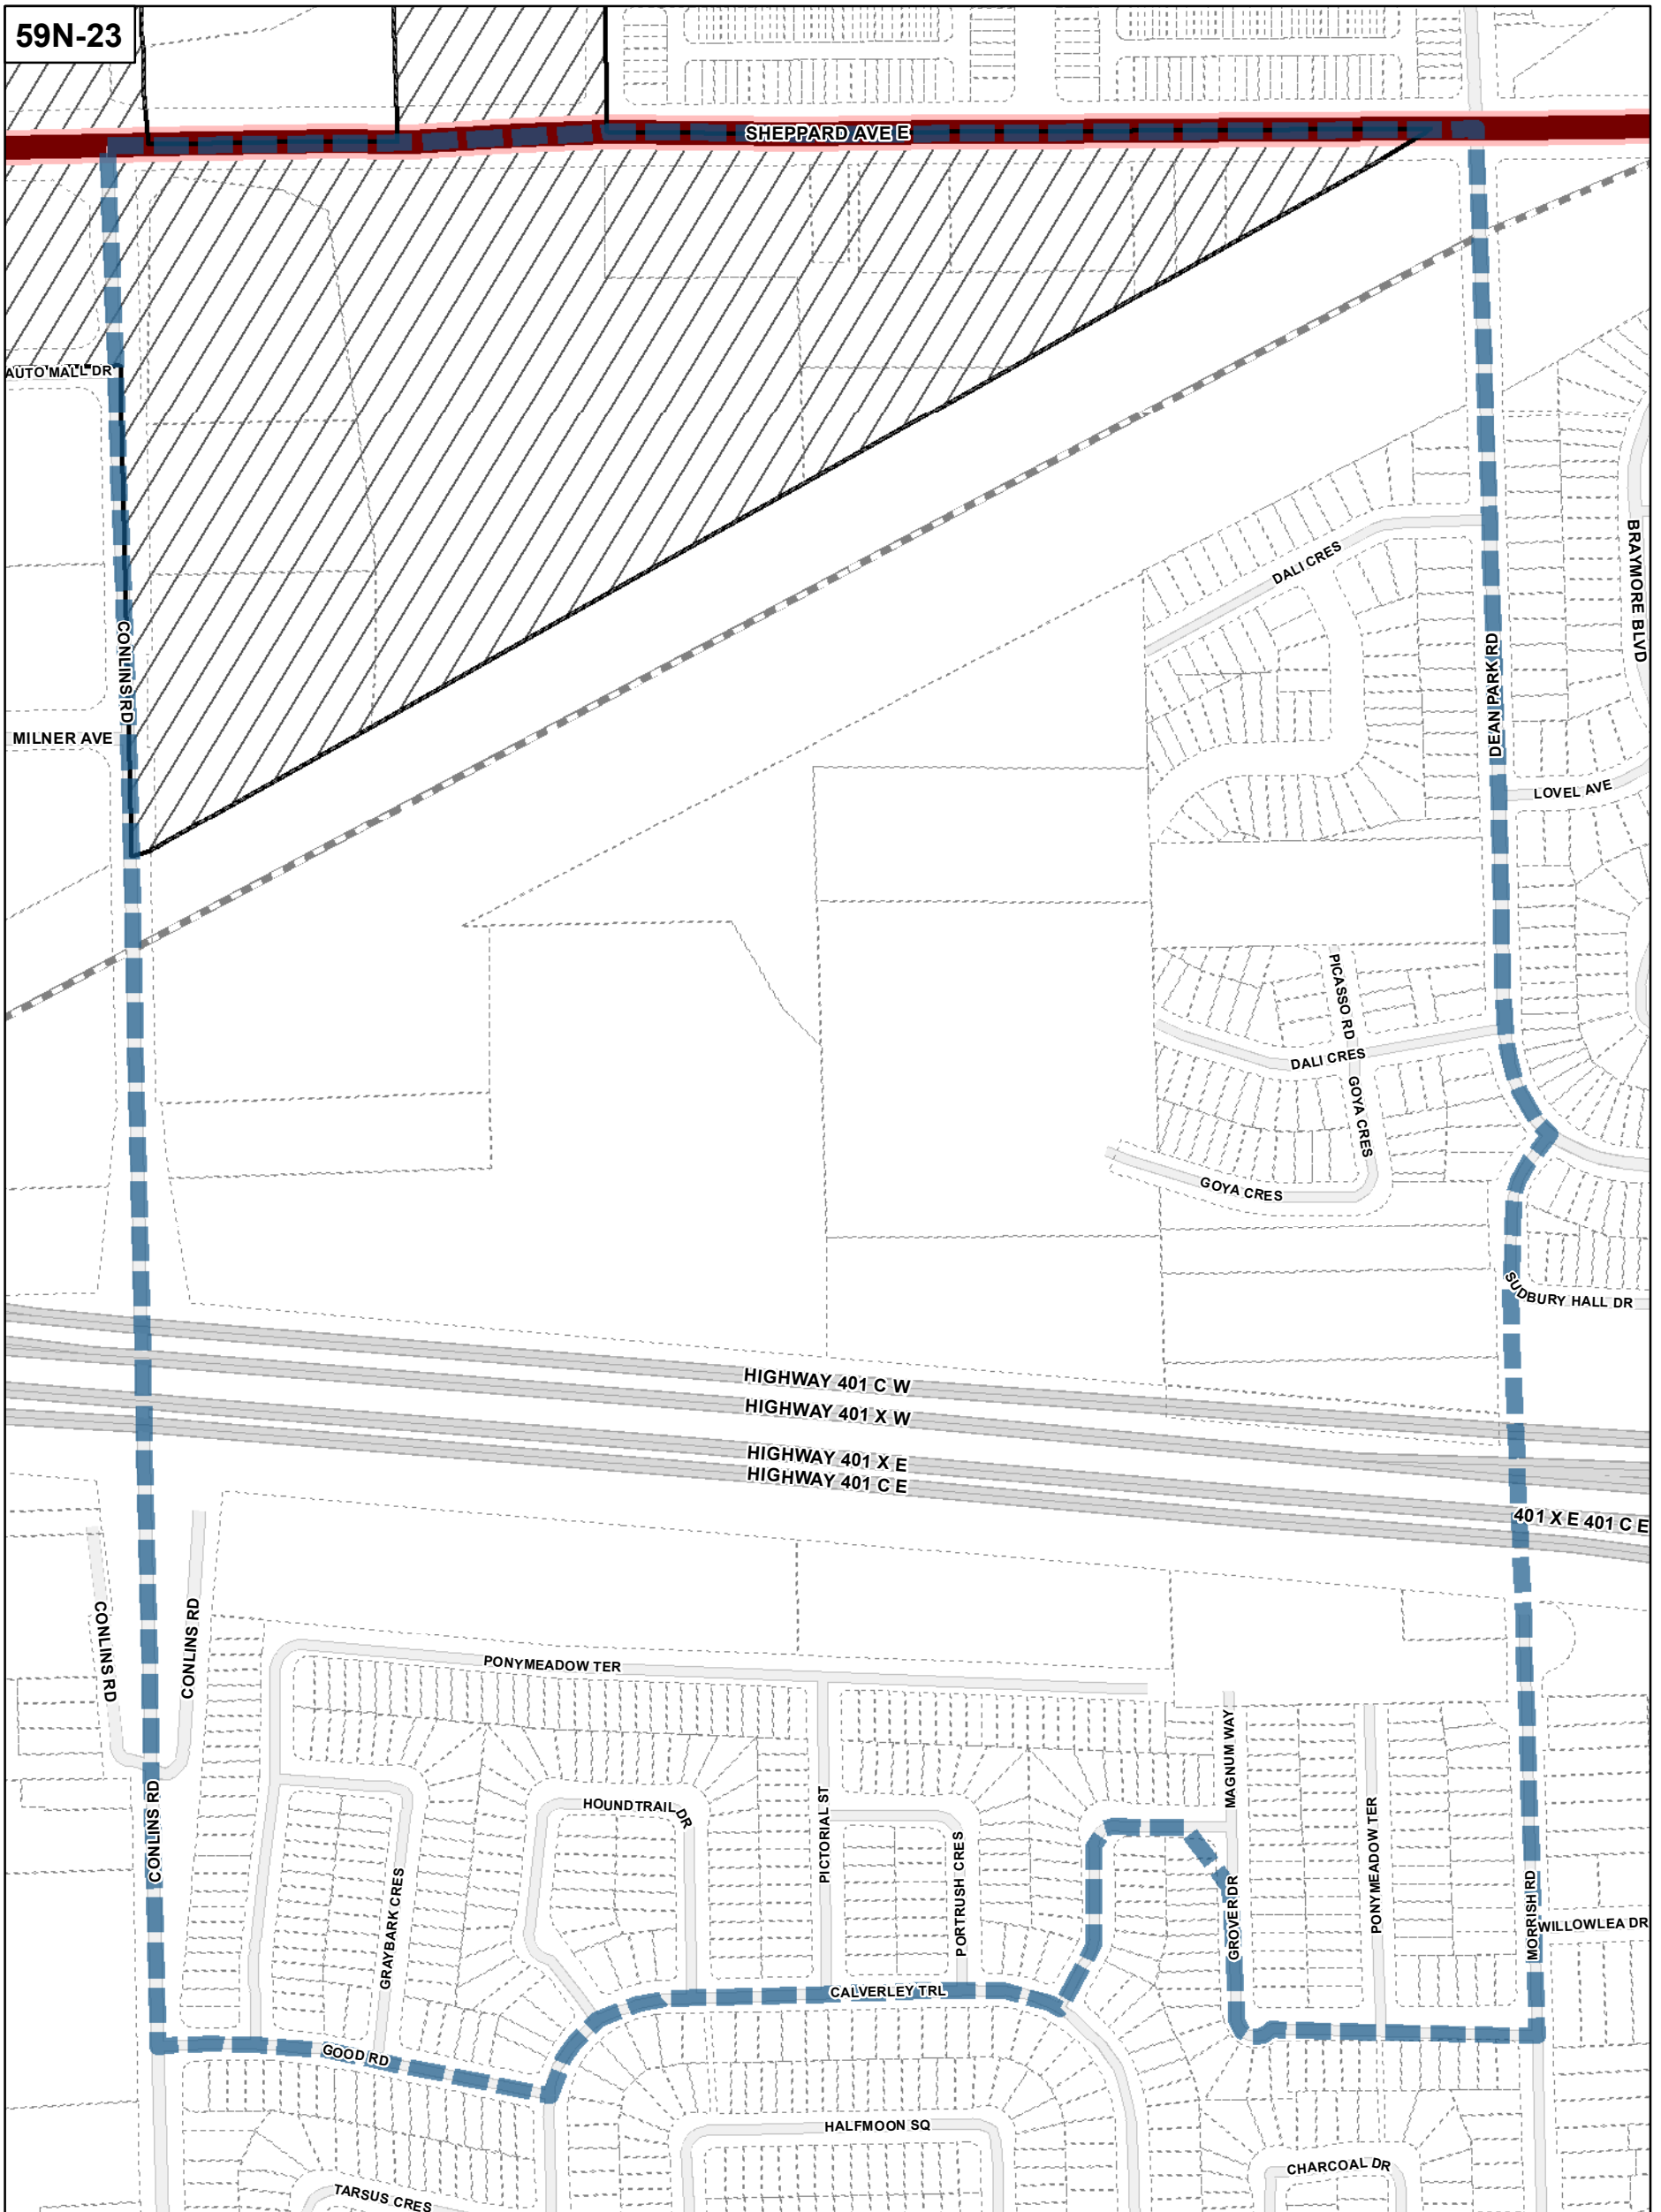 59N-23
SHEPPARD AVE E
AUTO MALL DR
DALI CRES
BRAYMORE BLVD
CONLINS RD
DEAN PARK RD
MILNER AVE
LOVEL AVE
PICASSO RD
DALI CRES
GOYA CRES
GOYA CRES
SUDBURY HALL DR
HIGHWAY 401 C W
HIGHWAY 401 X W
HIGHWAY 401 X E
HIGHWAY 401 C E
401 X E 401 C E
CONLINS RD
CONLINS RD
PONYMEADOW TER
MAGNUM WAY
CONLINS RD
HOUNDTRAIL DR
PICTORIAL ST
PORTRUSH CRES
PONYMEADOW TER
GRAYBARK CRES
GROVER DR
MORRISH RD
WILLOWLEA DR
CALVERLEY TRL
GOOD RD
HALFMOON SQ
CHARCOAL DR
TARSUS CRES